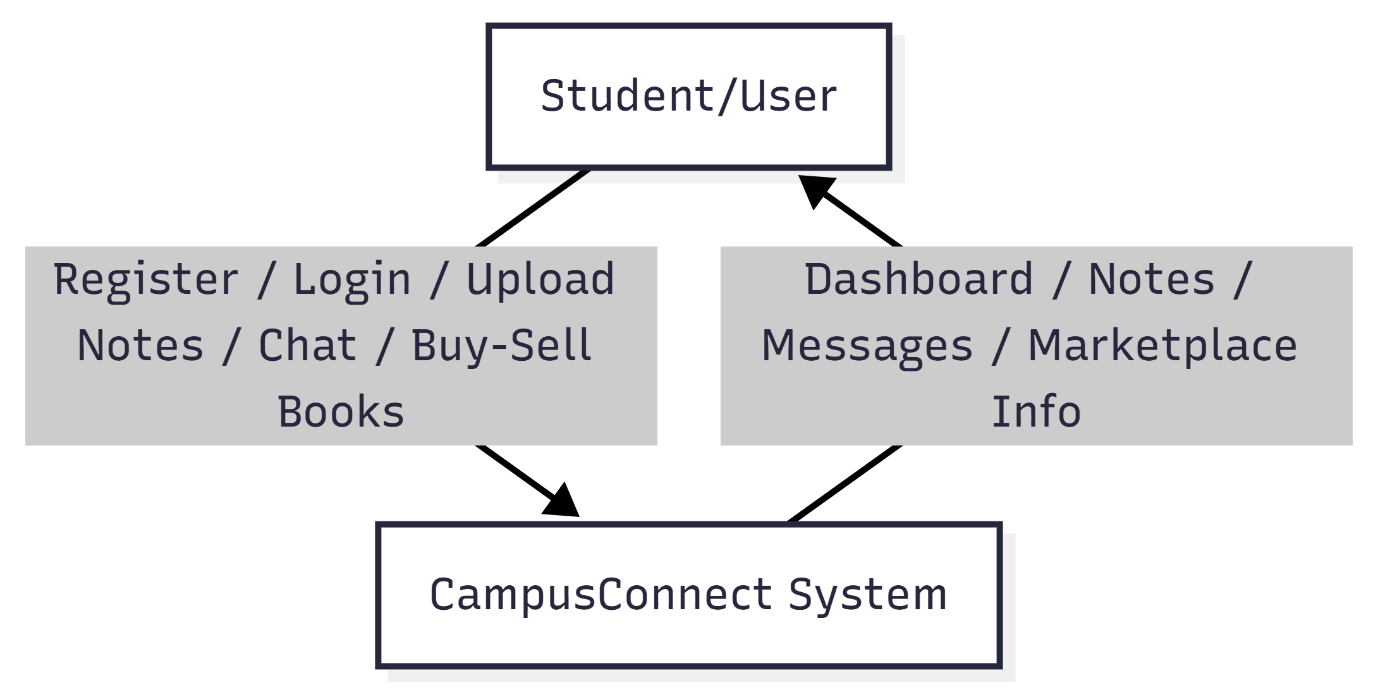 Student/User
Register / Login / Upload
Notes / Chat / Buy-Sell
Books
Dashboard / Notes /
Messages / Marketplace
Info
CampusConnect System